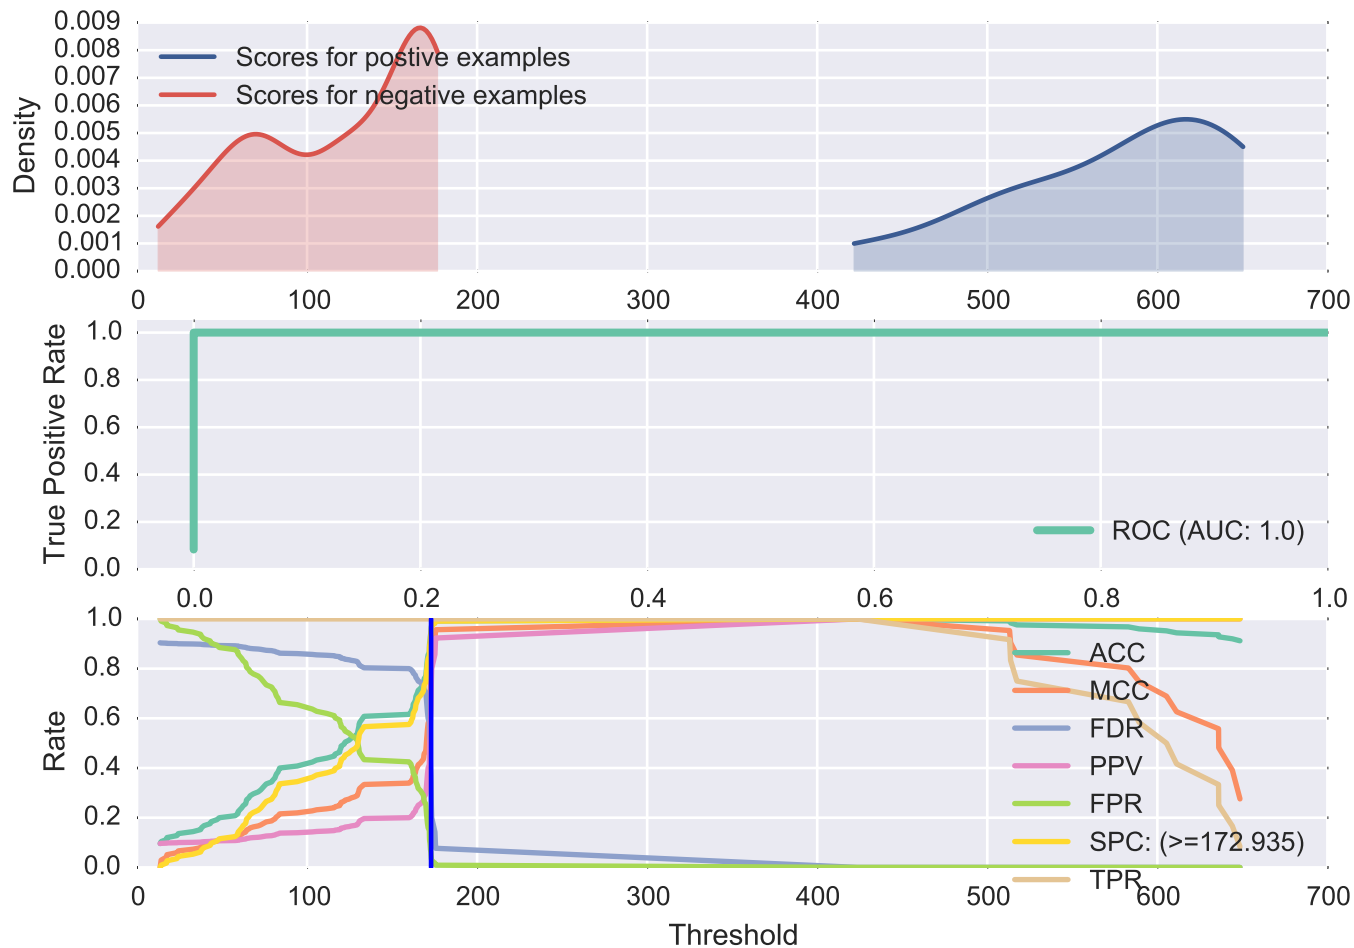 0.009
0.008
0.007
0.006
0.005
0.004
0.003
0.002
0.001
0.000
Density
Scores for postive examples
Scores for negative examples
0 100 200 300 400 500 600 700
1.0
0.8
0.6
0.4
0.2
0.0
True Positive Rate
ROC (AUC: 1.0)
0.0 0.2 0.4 0.6 0.8 1.0
1.0
0.8
0.6
0.4
0.2
0.0
Rate
ACC
MCC
FDR
PPV
FPR
SPC: (>=172.935)
TPR
0 100 200 300 400 500 600 700
Threshold